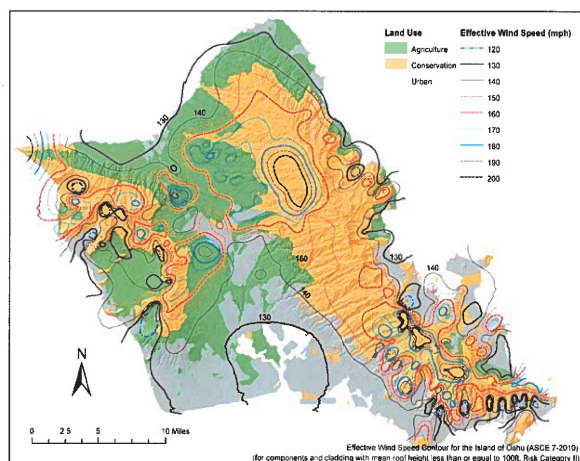 Land Use
Agriculture
Conservation
Urban
Effective Wind Speed (mph)
120
130
140
150
160
170
180
190
200
130
140
130
140
150
140
130
N
0 2.5 5 10 Miles
Effective Wind Speed Contour for the Island of Oahu (ASCE 7-2010)
(for components and cladding with mean roof height less than or equal to 100ft, Risk Category II)